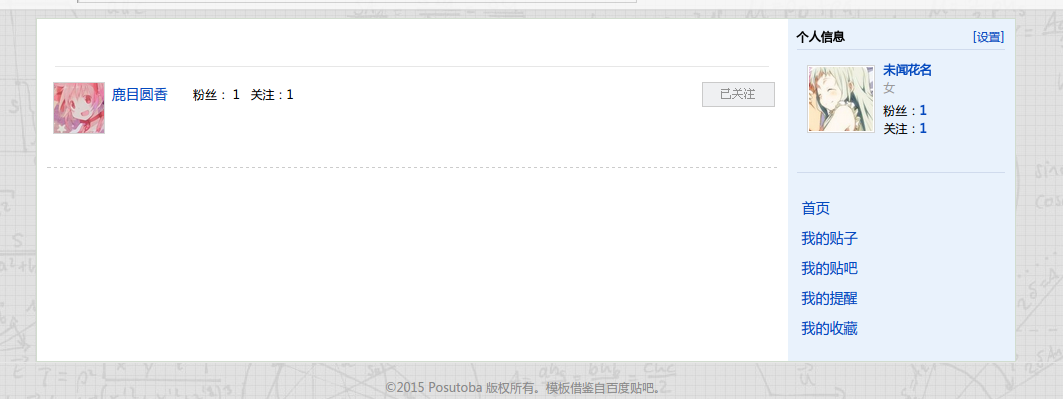 鹿目圆香 粉丝： 1 关注：1
已关注
个人信息 [设置]
未闻花名
女
粉丝：1
关注：1
首页
我的贴子
我的贴吧
我的提醒
我的收藏
©2015 Posutoba 版权所有。模板借鉴自百度贴吧。